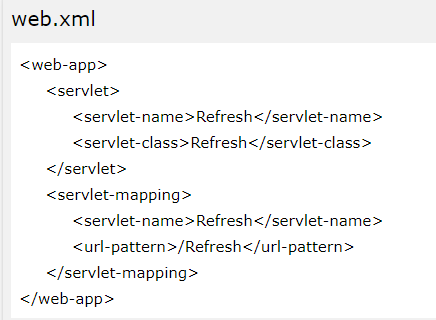 web.xml
<web-app>
<servlet>
<servlet-name>Refresh</servlet-name>
<servlet-class>Refresh</servlet-class>
</servlet>
<servlet-mapping>
<servlet-name>Refresh</servlet-name>
<url-pattern>/Refresh</url-pattern>
</servlet-mapping>
</web-app>